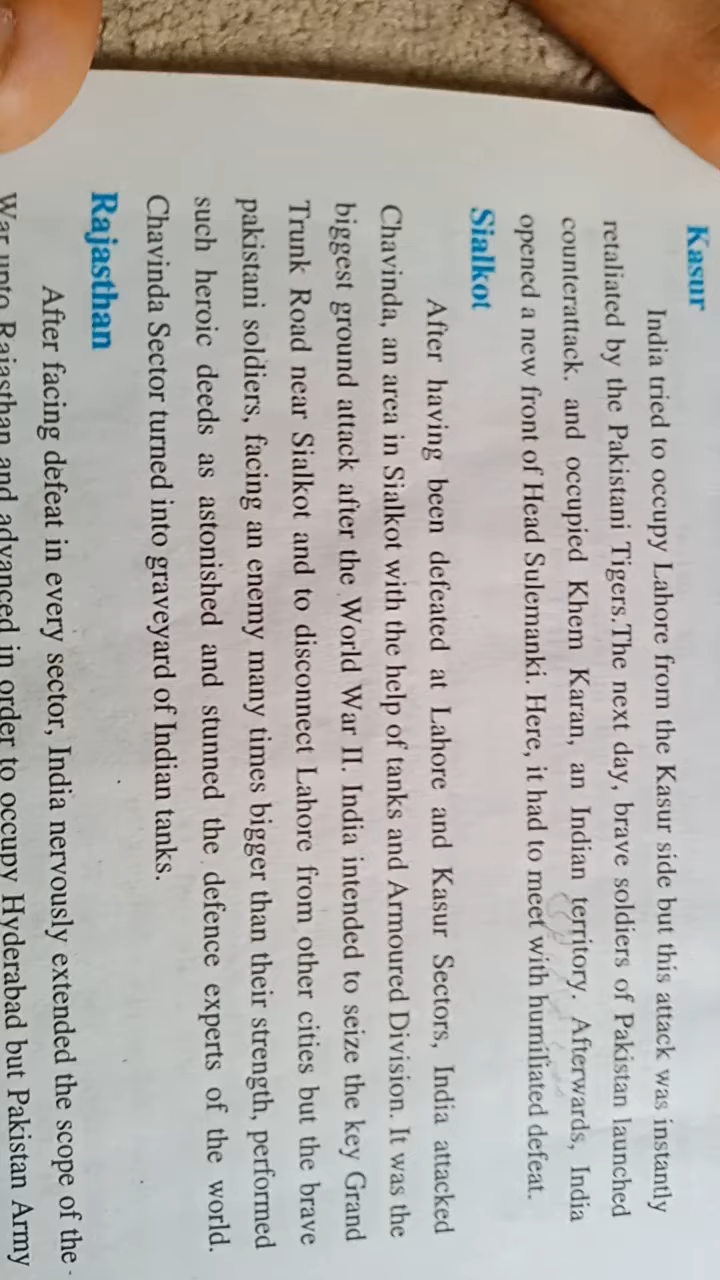 Kasur
India tried to occupy Lahore from the Kasur side but this attack was instantly
retaliated by the Pakistani Tigers.The next day, brave soldiers of Pakistan launched
counterattack. and occupied Khem Karan, an Indian territory. Afterwards, India
opened a new front of Head Sulemanki. Here, it had to meet with humiliated defeat.
Sialkot
After having been defeated at Lahore and Kasur Sectors, India attacked
Chavinda, an area in Sialkot with the help of tanks and Armoured Division. It was the
biggest ground attack after the World War II. India intended to seize the key Grand
Trunk Road near Sialkot and to disconnect Lahore from other cities but the brave
pakistani soldiers, facing an enemy many times bigger than their strength, performed
such heroic deeds as astonished and stunned the defence experts of the world.
Chavinda Sector turned into graveyard of Indian tanks.
Rajasthan
After facing defeat in every sector, India nervously extended the scope of the
War upto Rajasthan and advanced in order to occupy Hyderabad but Pakistan Army